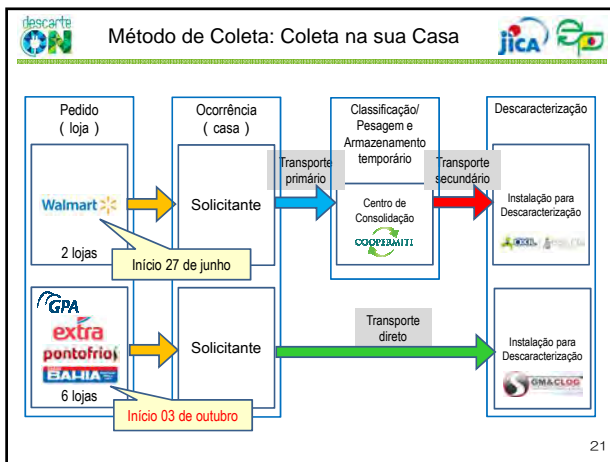 descarte
ON
Método de Coleta: Coleta na sua Casa
jICA
Pedido
( loja )
Ocorrência
( casa )
Classificação/
Pesagem e
Armazenamento
temporário
Descaracterização
Transporte
primário
Transporte
secundário
Walmart
2 lojas
Solicitante
Centro de
Consolidação
COOPERMITI
Instalação para
Descaracterização
Início 27 de junho
GPA
extra
pontofrio
BAHIA
6 lojas
Solicitante
Transporte
direto
Instalação para
Descaracterização
GM&CLOG
Início 03 de outubro
21